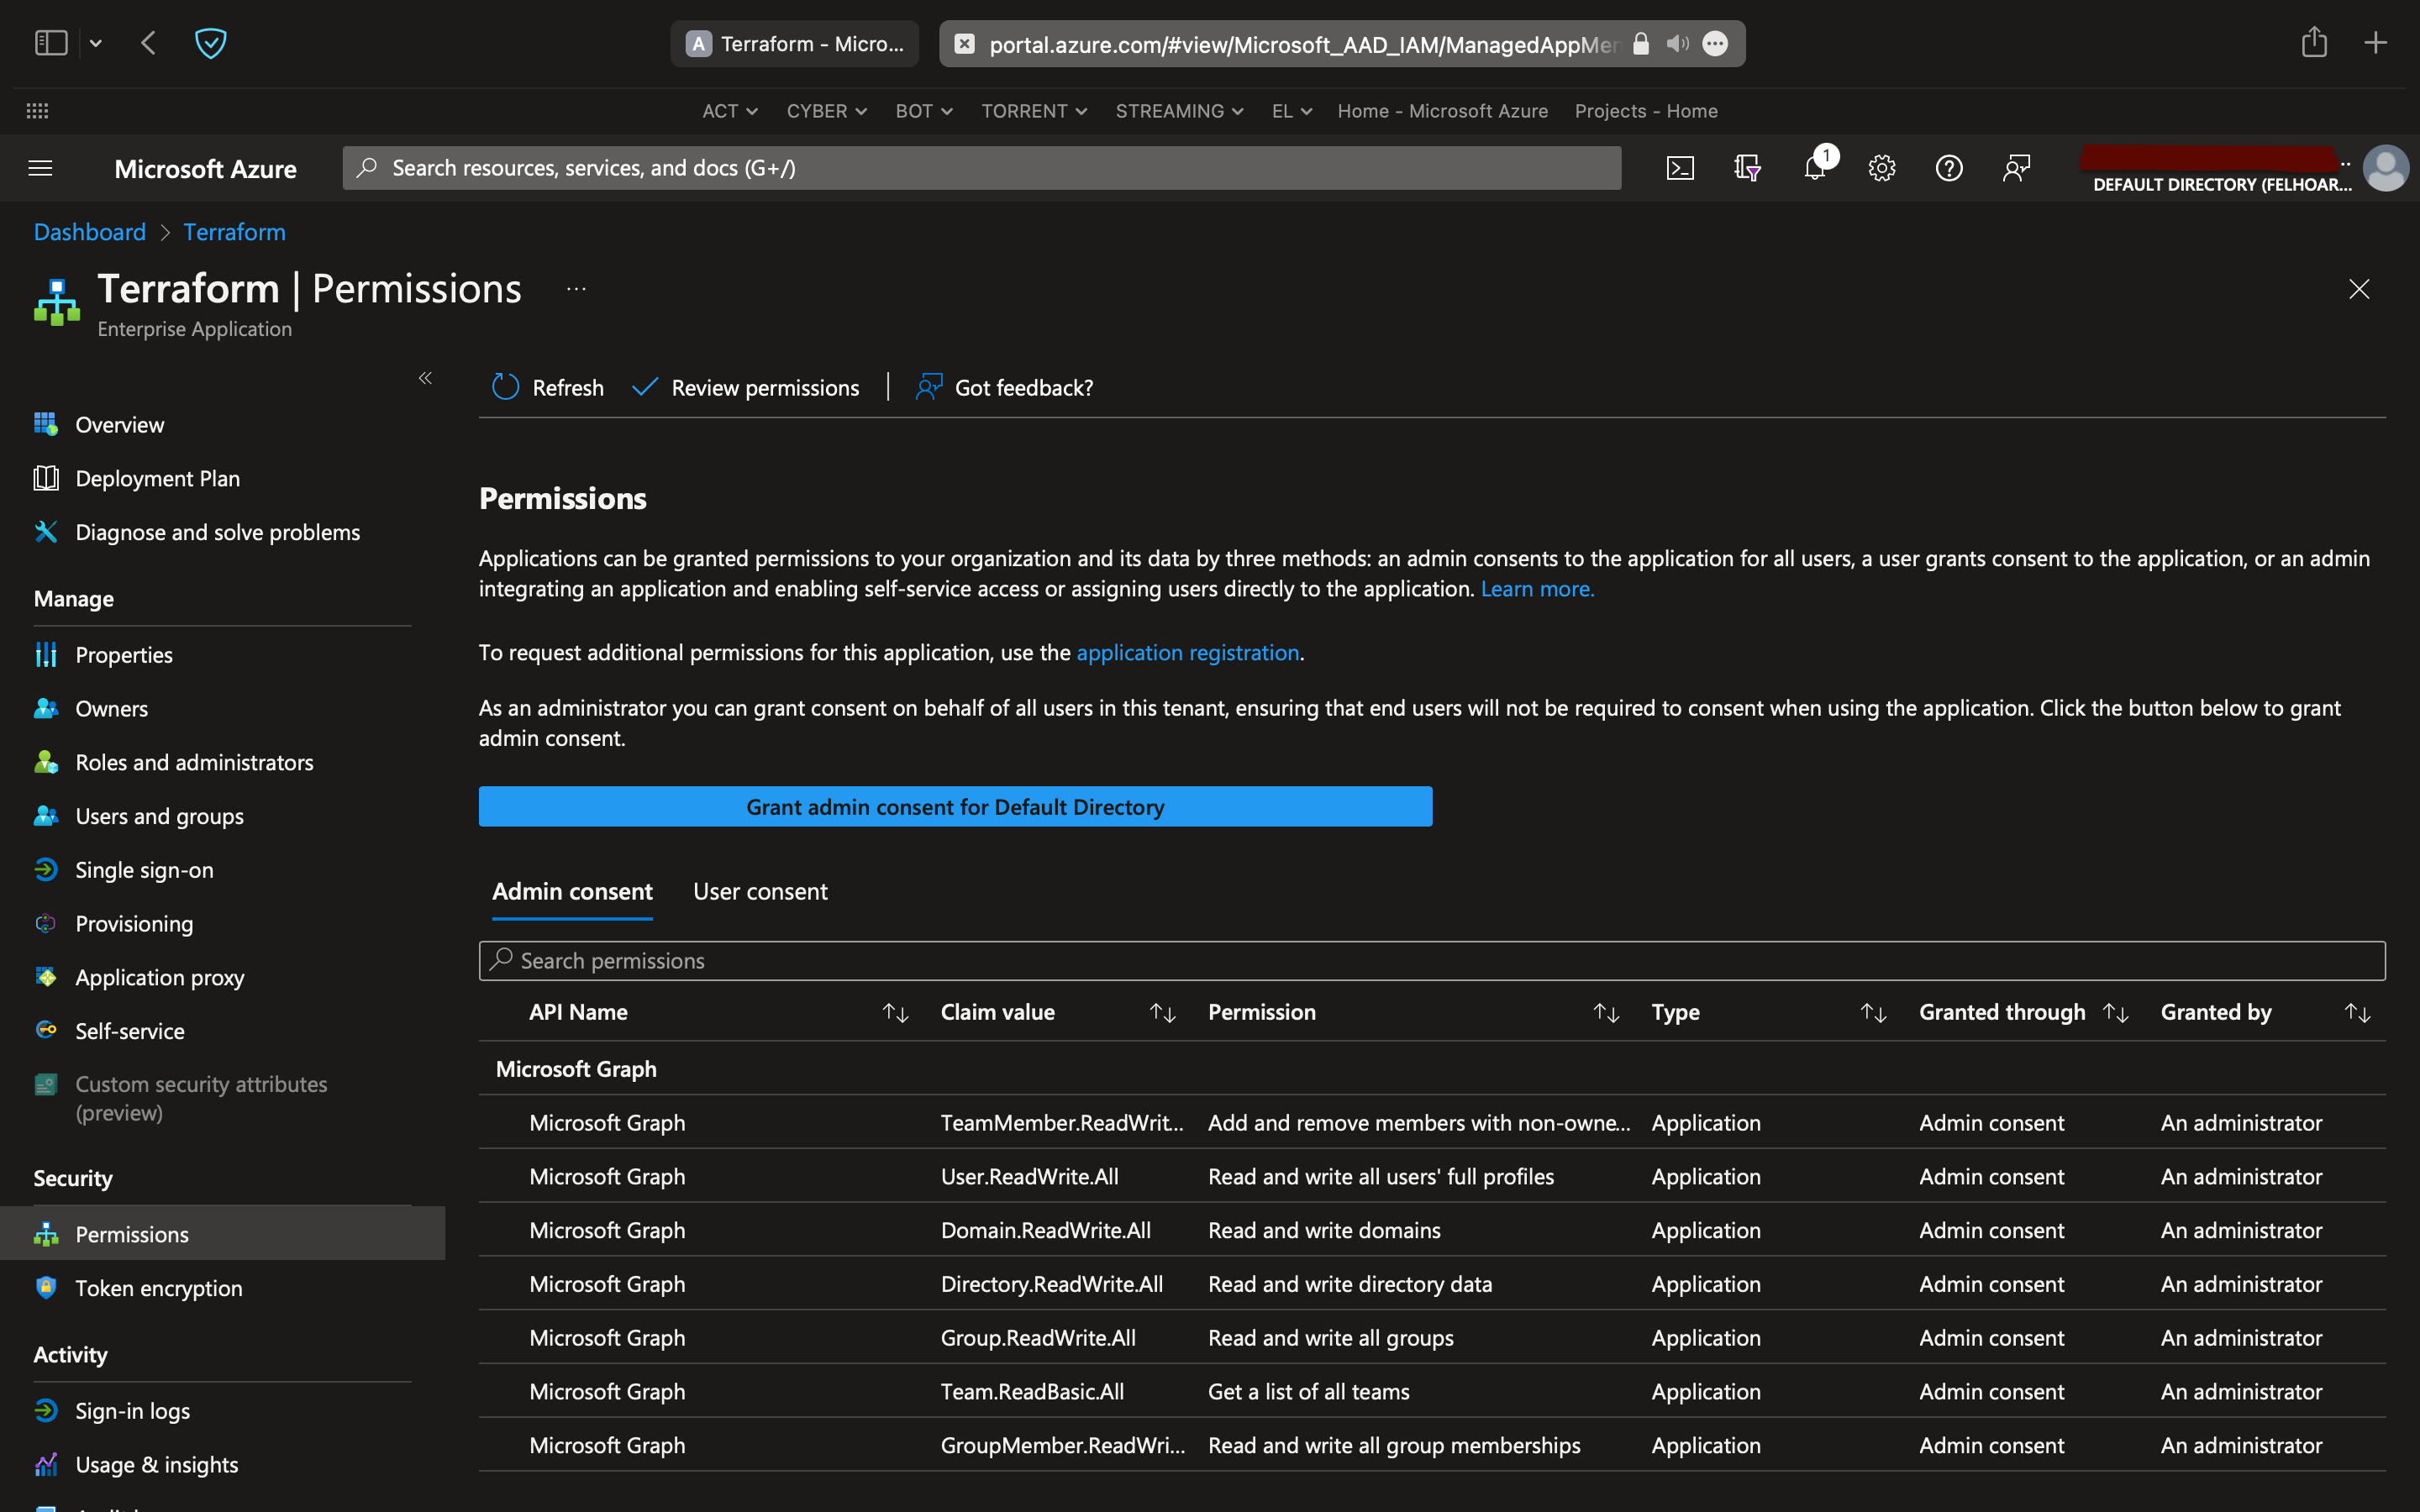 A Terraform - Micro...
portal.azure.com/#view/Microsoft_AAD_IAM/ManagedAppMen
ACT CYBER BOT TORRENT STREAMING EL Home - Microsoft Azure Projects - Home
Microsoft Azure
Search resources, services, and docs (G+/)
1
DEFAULT DIRECTORY (FELHOAR...
Dashboard > Terraform
Terraform | Permissions ...
Enterprise Application
Refresh
Review permissions
Got feedback?
Overview
Deployment Plan
Diagnose and solve problems
Manage
Properties
Owners
Roles and administrators
Users and groups
Single sign-on
Provisioning
Application proxy
Self-service
Custom security attributes
(preview)
Security
Permissions
Token encryption
Activity
Sign-in logs
Usage & insights
Permissions
Applications can be granted permissions to your organization and its data by three methods: an admin consents to the application for all users, a user grants consent to the application, or an admin
integrating an application and enabling self-service access or assigning users directly to the application. Learn more.
To request additional permissions for this application, use the application registration.
As an administrator you can grant consent on behalf of all users in this tenant, ensuring that end users will not be required to consent when using the application. Click the button below to grant
admin consent.
Grant admin consent for Default Directory
Admin consent User consent
Search permissions
API Name Claim value Permission Type Granted through Granted by
Microsoft Graph
Microsoft Graph TeamMember.ReadWrit... Add and remove members with non-owne... Application Admin consent An administrator
Microsoft Graph User.ReadWrite.All Read and write all users' full profiles Application Admin consent An administrator
Microsoft Graph Domain.ReadWrite.All Read and write domains Application Admin consent An administrator
Microsoft Graph Directory.ReadWrite.All Read and write directory data Application Admin consent An administrator
Microsoft Graph Group.ReadWrite.All Read and write all groups Application Admin consent An administrator
Microsoft Graph Team.ReadBasic.All Get a list of all teams Application Admin consent An administrator
Microsoft Graph GroupMember.ReadWri... Read and write all group memberships Application Admin consent An administrator